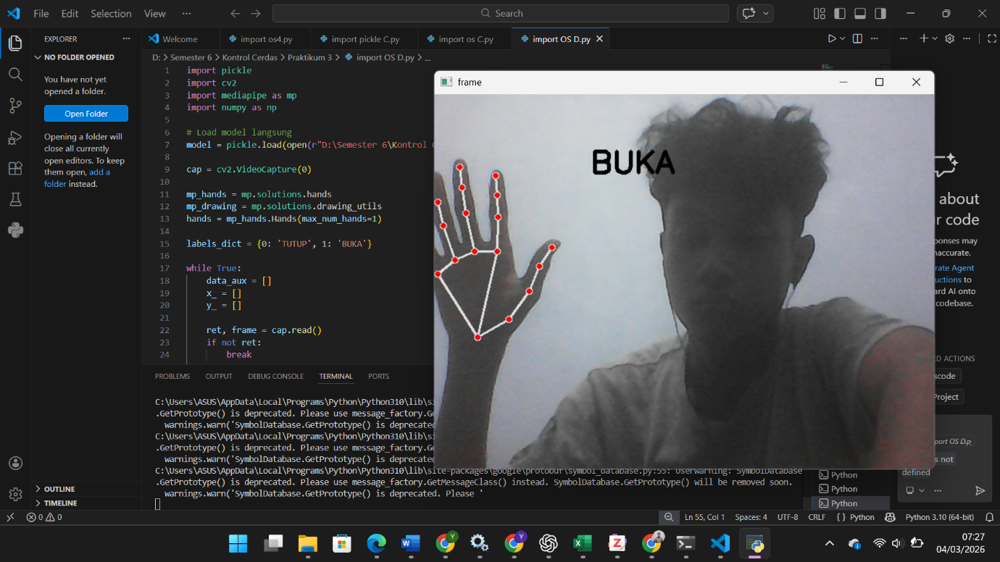 File Edit Selection View ··· Search
EXPLORER ···
NO FOLDER OPENED
You have not yet
opened a folder.
Open Folder
Opening a folder will
close all currently
open editors. To keep
them open, add a
folder instead.
OUTLINE
TIMELINE
Welcome import os4.py import pickle C.py import os C.py import OS D.py
D: > Semester 6 > Kontrol Cerdas > Praktikum 3 > import OS D.py > ...
1 import pickle
2 import cv2
3 import mediapipe as mp
4 import numpy as np
5
6 # Load model langsung
7 model = pickle.load(open(r"D:\Semester 6\Kontrol
8
9 cap = cv2.VideoCapture(0)
10
11 mp_hands = mp.solutions.hands
12 mp_drawing = mp.solutions.drawing_utils
13 hands = mp_hands.Hands(max_num_hands=1)
14
15 labels_dict = {0: 'TUTUP', 1: 'BUKA'}
16
17 while True:
18 data_aux = []
19 x_ = []
20 y_ = []
21
22 ret, frame = cap.read()
23 if not ret:
24 break
frame
BUKA
about
code
ponses may
naccurate.
rate Agent
uctions to
ard AI onto
codebase.
ED ACTIONS
scode
Project
port OS D.py
s not
defined
PROBLEMS OUTPUT DEBUG CONSOLE TERMINAL PORTS
C:\Users\ASUS\AppData\Local\Programs\Python\Python310\lib\si
.GetPrototype() is deprecated. Please use message_factory.Ge
warnings.warn('SymbolDatabase.GetPrototype() is deprecated
C:\Users\ASUS\AppData\Local\Programs\Python\Python310\lib\si
.GetPrototype() is deprecated. Please use message_factory.Ge
warnings.warn('SymbolDatabase.GetPrototype() is deprecated
C:\Users\ASUS\AppData\Local\Programs\Python\Python310\lib\site-packages\google\protobuf\symbol_database.py:55: UserWarning: SymbolDatabase
.GetPrototype() is deprecated. Please use message_factory.GetMessageClass() instead. SymbolDatabase.GetPrototype() will be removed soon.
warnings.warn('SymbolDatabase.GetPrototype() is deprecated. Please '
Python
Python
Python
0 0 Ln 55, Col 1 Spaces: 4 UTF-8 CRLF {} Python Python 3.10 (64-bit)
07:27
04/03/2026